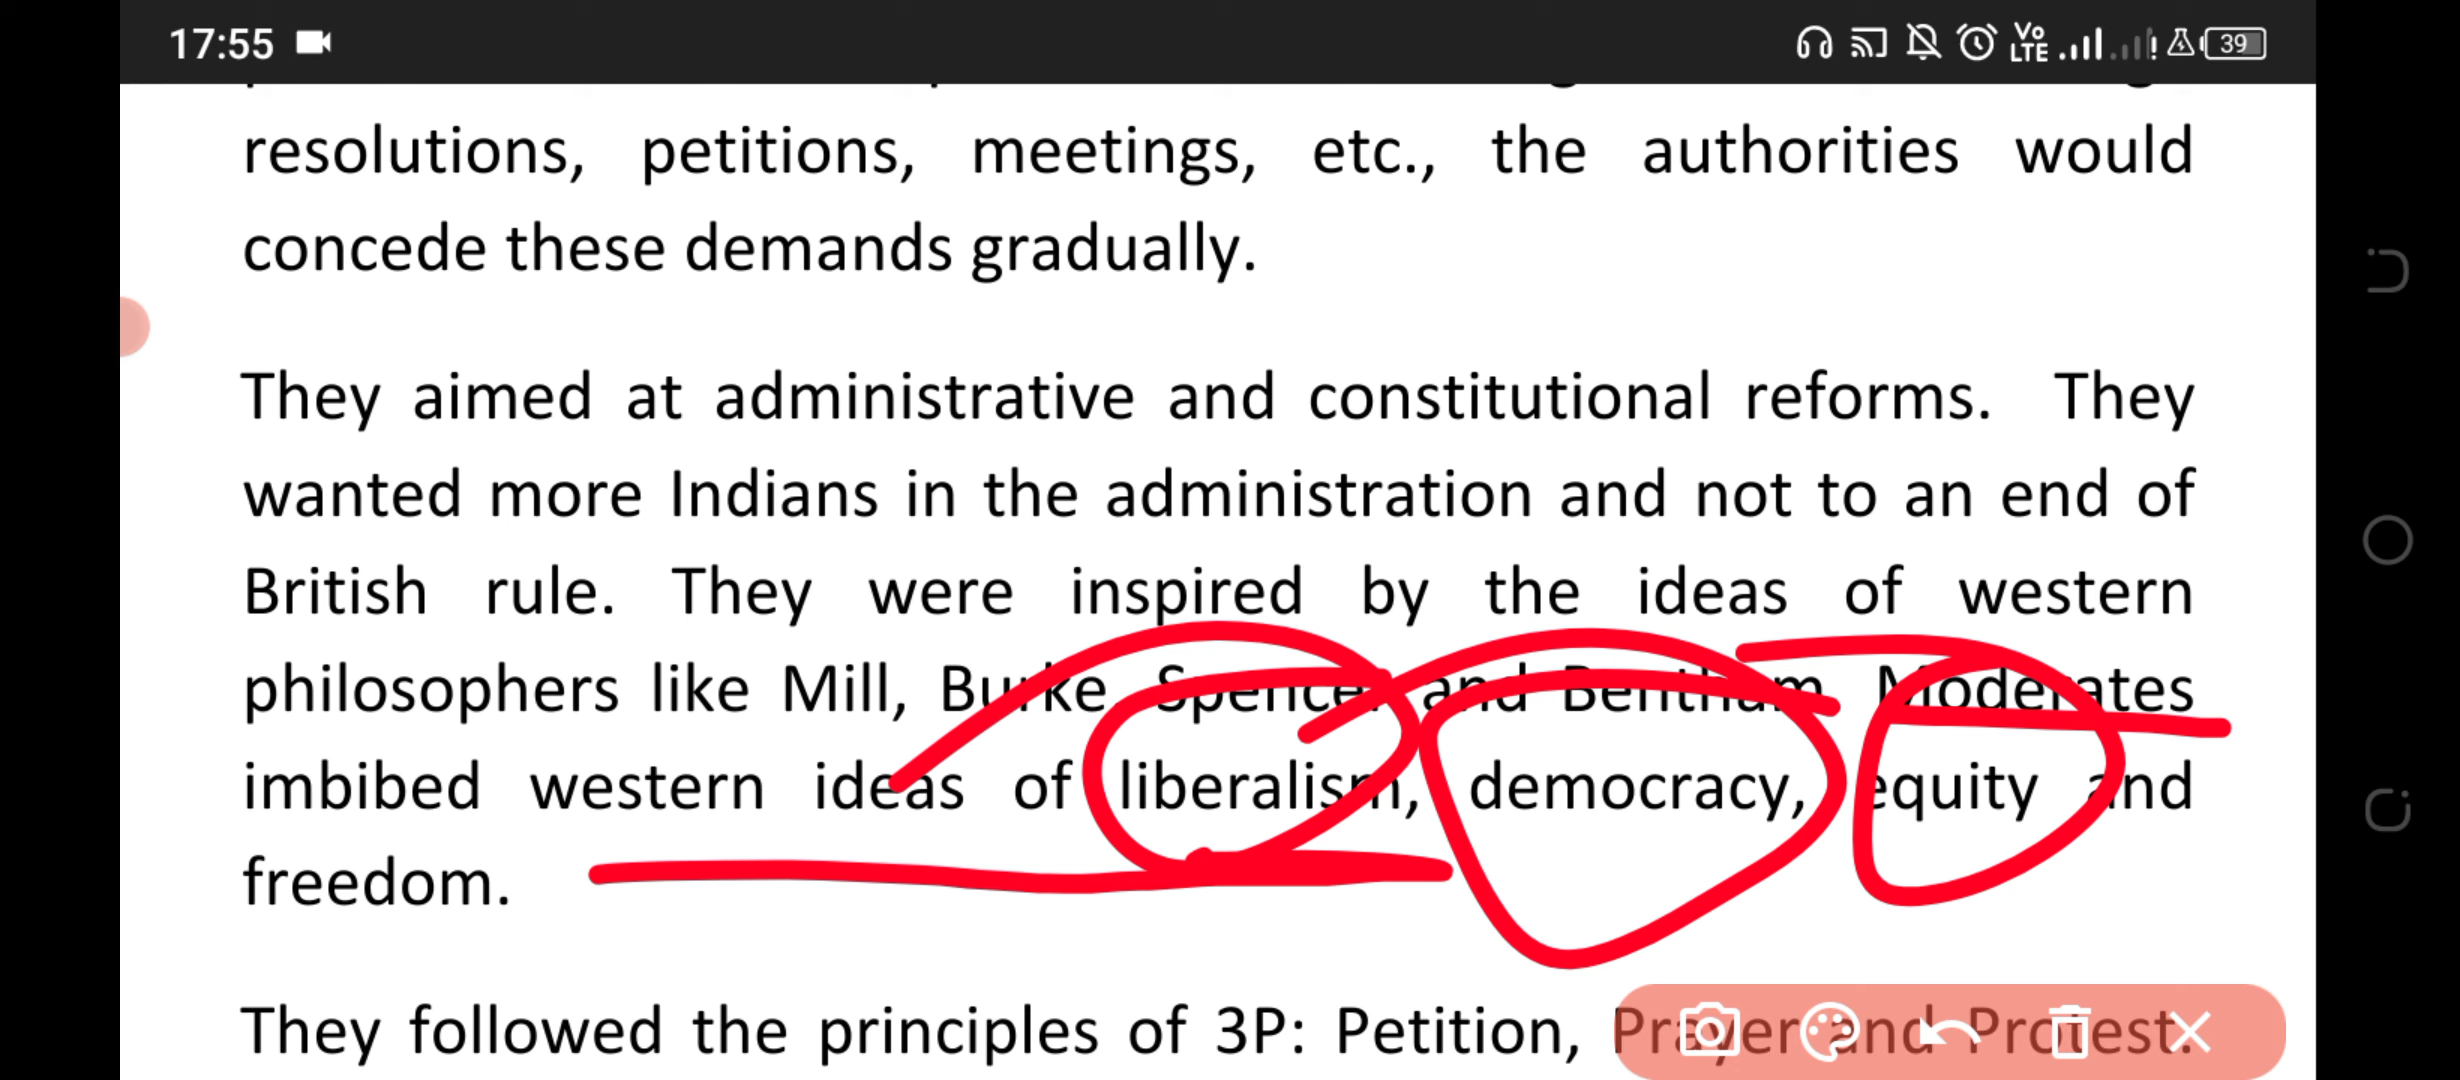 17:55
Vo LTE
39
resolutions, petitions, meetings, etc., the authorities would
concede these demands gradually.
They aimed at administrative and constitutional reforms. They
wanted more Indians in the administration and not to an end of
British rule. They were inspired by the ideas of western
philosophers like Mill, Burke, Spencer and Bentham. Moderates
imbibed western ideas of liberalism, democracy, equity and
freedom.
They followed the principles of 3P: Petition, Prayer and Protest.